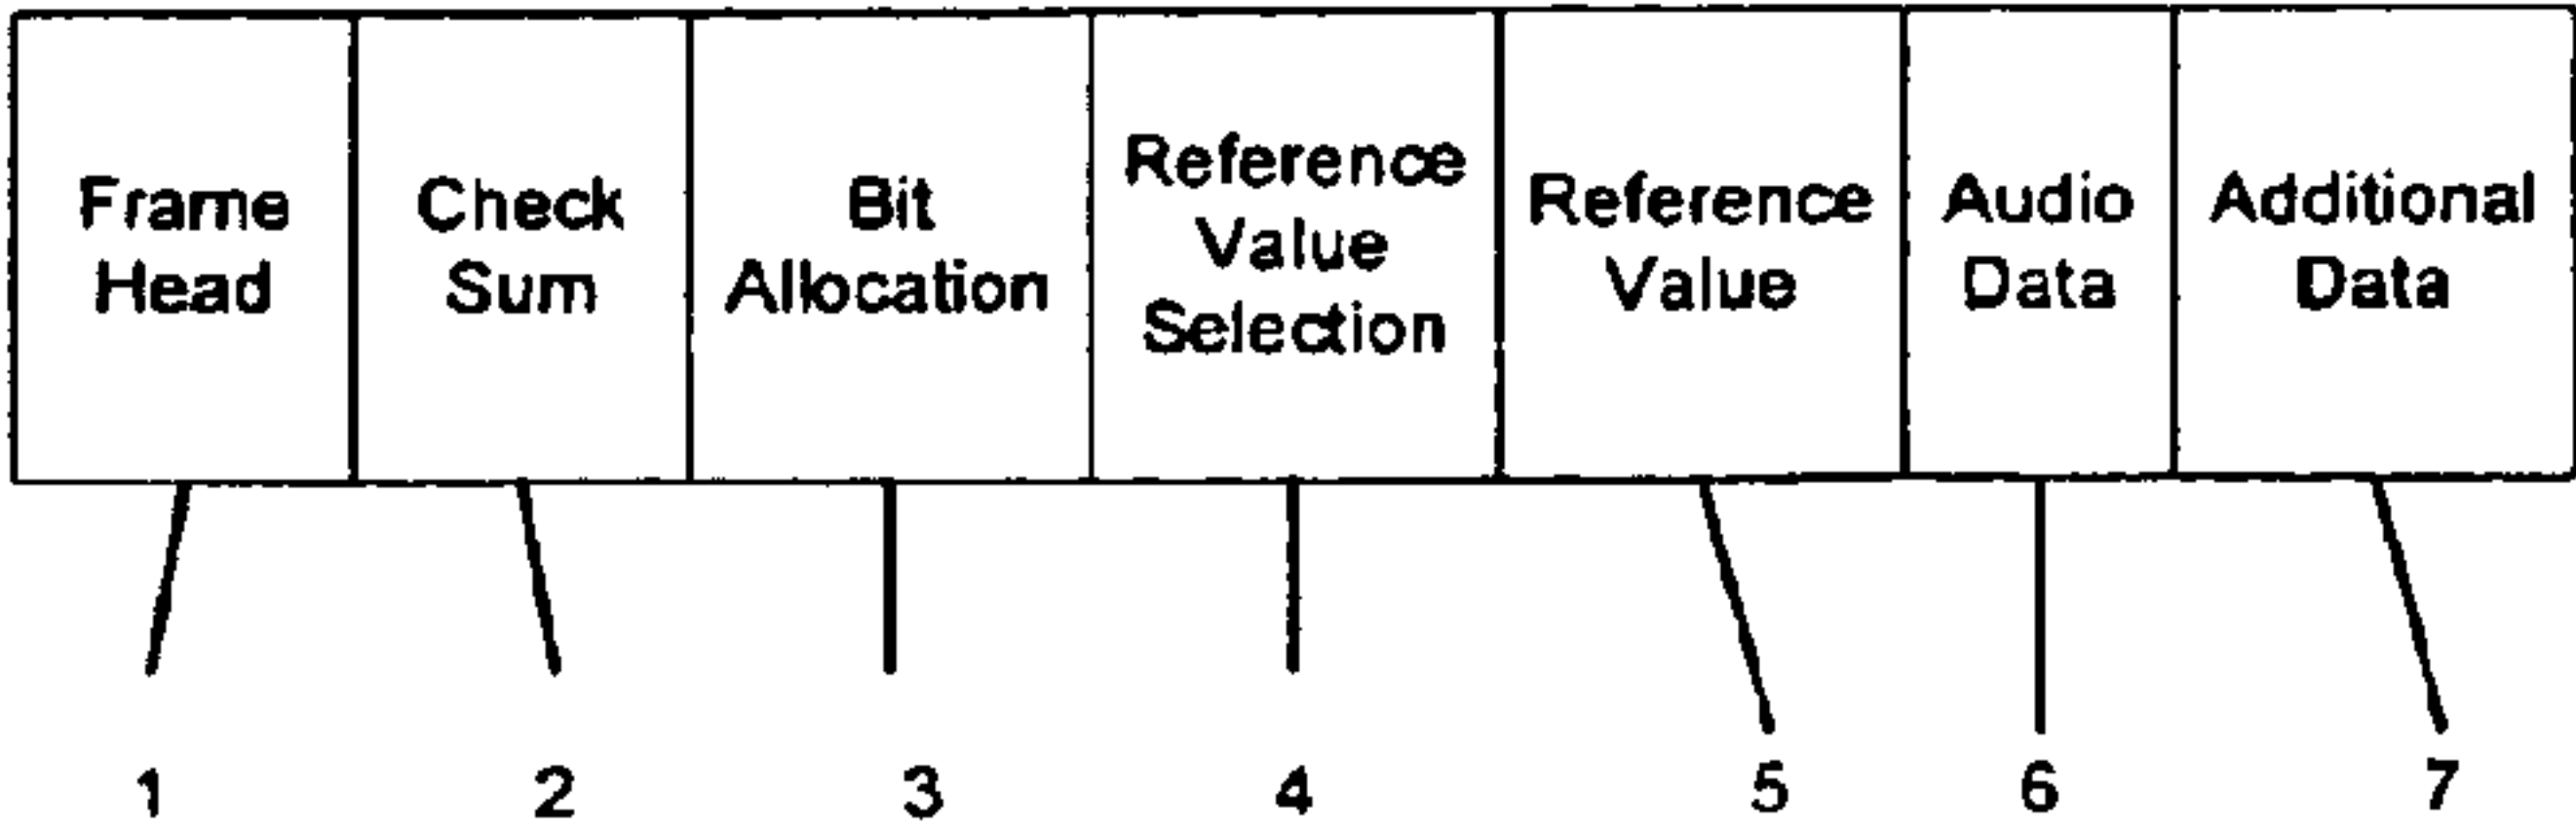 Frame
Head
Check
Sum
Bit
Allocation
Reference
Value
Selection
Reference
Value
Audio
Data
Additional
Data
1 2 3 4 5 6 7